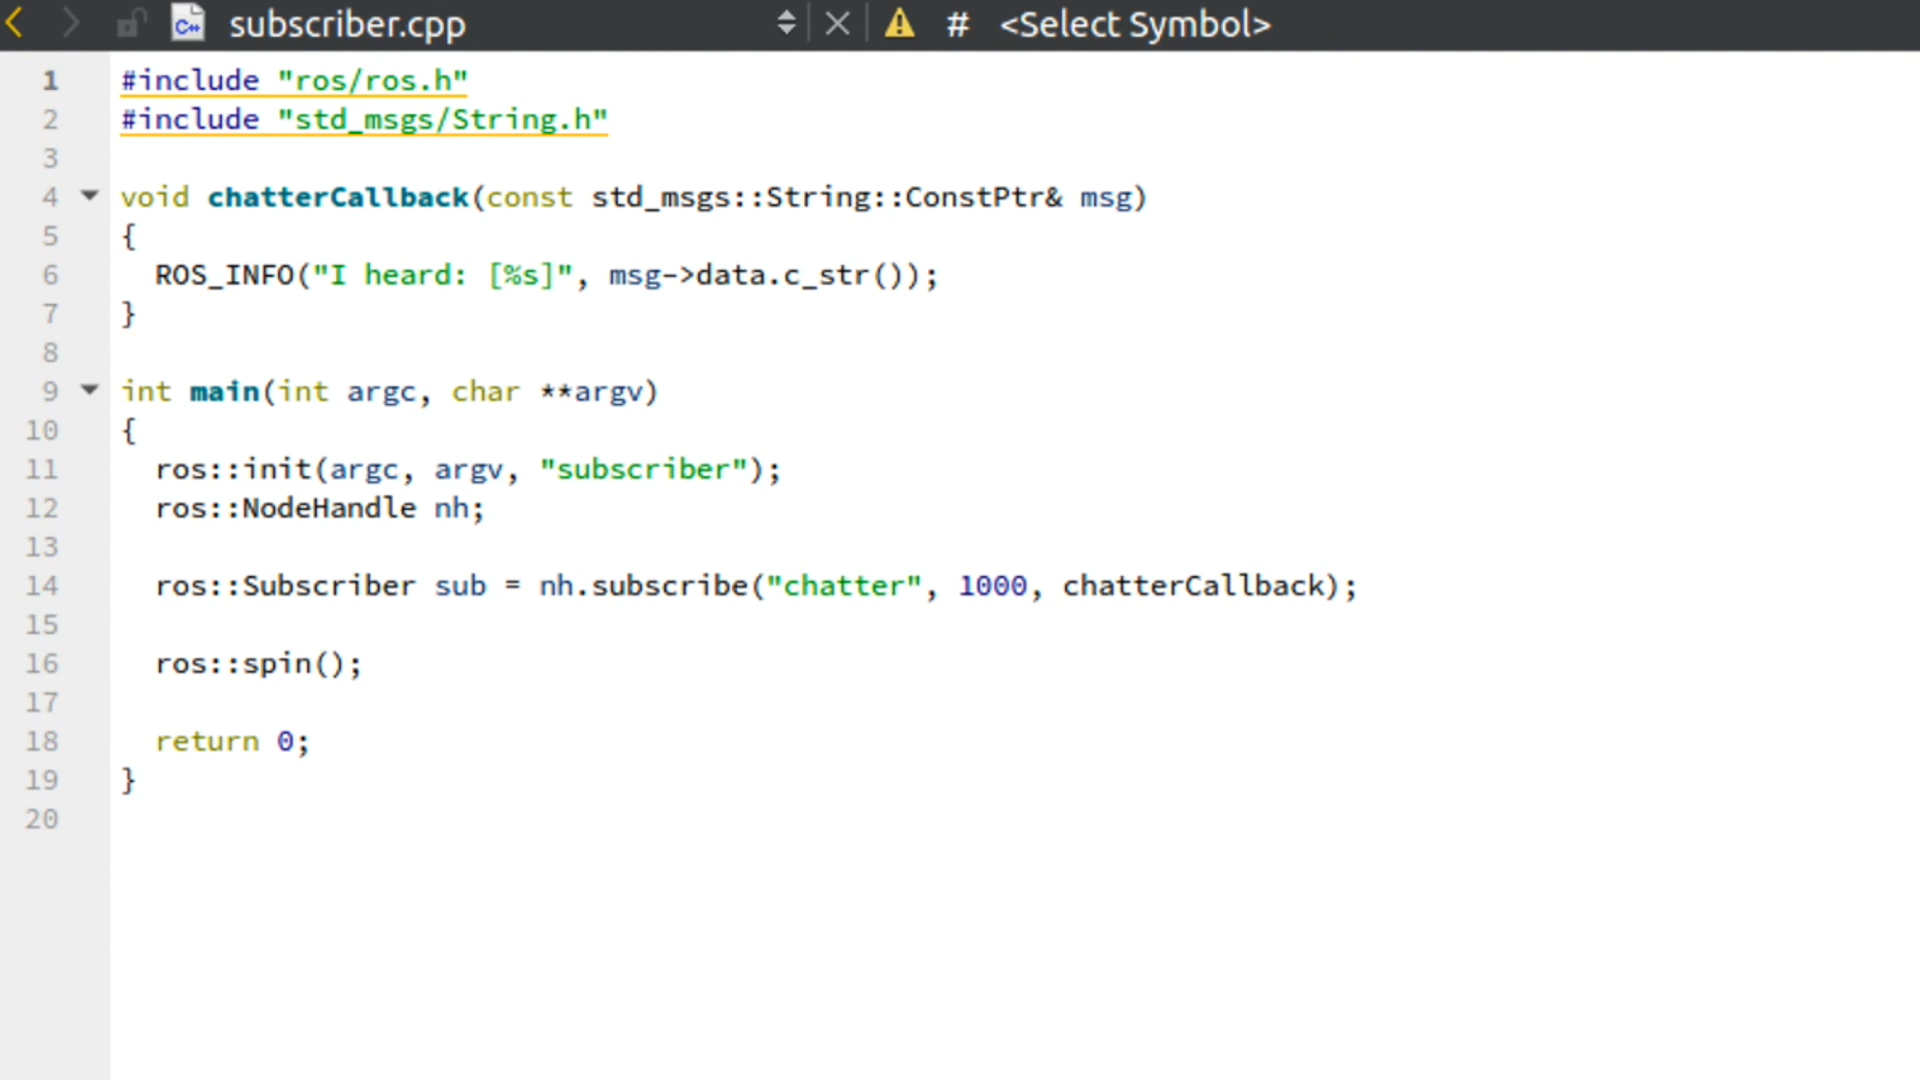 subscriber.cpp # <Select Symbol>
1 #include "ros/ros.h"
2 #include "std_msgs/String.h"
3
4 void chatterCallback(const std_msgs::String::ConstPtr& msg)
5 {
6   ROS_INFO("I heard: [%s]", msg->data.c_str());
7 }
8
9 int main(int argc, char **argv)
10 {
11   ros::init(argc, argv, "subscriber");
12   ros::NodeHandle nh;
13
14   ros::Subscriber sub = nh.subscribe("chatter", 1000, chatterCallback);
15
16   ros::spin();
17
18   return 0;
19 }
20